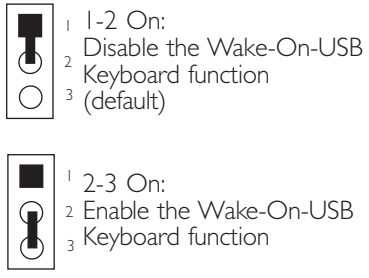 1 1-2 On:
Disable the Wake-On-USB
2 Keyboard function
3 (default)
1 2-3 On:
2 Enable the Wake-On-USB
3 Keyboard function